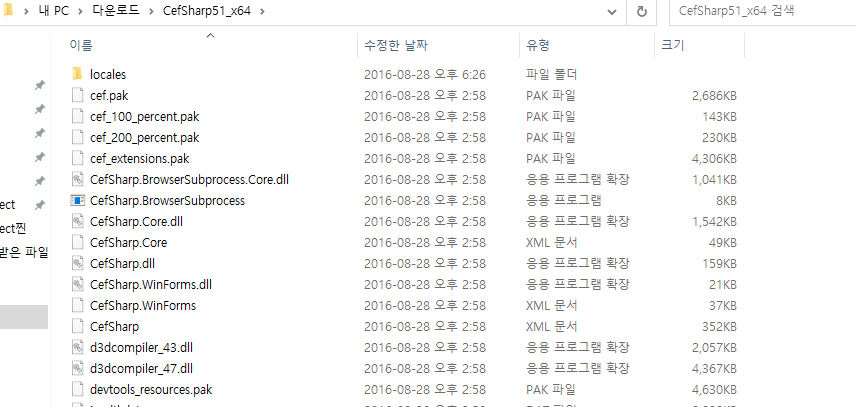 내 PC > 다운로드 > CefSharp51_x64 >
CefSharp51_x64 검색
이름 수정한 날짜 유형 크기
locales 2016-08-28 오후 6:26 파일 폴더
cef.pak 2016-08-28 오후 2:58 PAK 파일 2,686KB
cef_100_percent.pak 2016-08-28 오후 2:58 PAK 파일 143KB
cef_200_percent.pak 2016-08-28 오후 2:58 PAK 파일 230KB
cef_extensions.pak 2016-08-28 오후 2:58 PAK 파일 4,306KB
CefSharp.BrowserSubprocess.Core.dll 2016-08-28 오후 2:58 응용 프로그램 확장 1,041KB
ect CefSharp.BrowserSubprocess 2016-08-28 오후 2:58 응용 프로그램 8KB
CefSharp.Core.dll 2016-08-28 오후 2:58 응용 프로그램 확장 1,542KB
ect찐 CefSharp.Core 2016-08-28 오후 2:58 XML 문서 49KB
받은 파일 CefSharp.dll 2016-08-28 오후 2:58 응용 프로그램 확장 159KB
CefSharp.WinForms.dll 2016-08-28 오후 2:58 응용 프로그램 확장 21KB
CefSharp.WinForms 2016-08-28 오후 2:58 XML 문서 37KB
CefSharp 2016-08-28 오후 2:58 XML 문서 352KB
d3dcompiler_43.dll 2016-08-28 오후 2:58 응용 프로그램 확장 2,057KB
d3dcompiler_47.dll 2016-08-28 오후 2:58 응용 프로그램 확장 4,367KB
devtools_resources.pak 2016-08-28 오후 2:58 PAK 파일 4,630KB